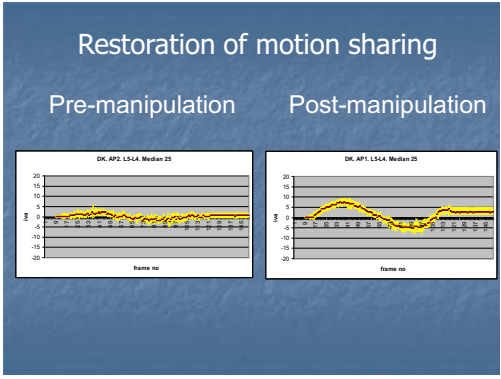 Restoration of motion sharing
Pre-manipulation
Post-manipulation
DK. AP2. L5-L4. Median 25
20
15
10
5
0
-5
-10
-15
-20
iva
frame no
DK. AP1. L5-L4. Median 25
20
15
10
5
0
-5
-10
-15
-20
iva
frame no